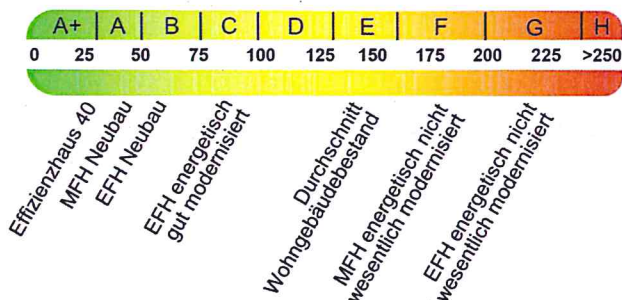 A+ A B C D E F G H
0 25 50 75 100 125 150 175 200 225 >250
Effizienzhaus 40
MFH Neubau
EFH Neubau
EFH energetisch
gut modernisiert
Durchschnitt
Wohngebäudebestand
MFH energetisch nicht
wesentlich modernisiert
EFH energetisch nicht
wesentlich modernisiert